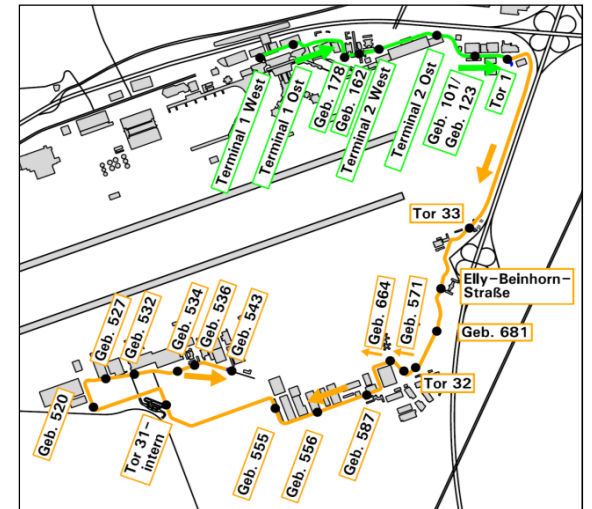 Terminal 1 West
Terminal 1 Ost
Geb. 178
Geb. 162
Terminal 2 West
Terminal 2 Ost
Geb. 101/
Geb. 123
Tor 1
Tor 33
Elly-Beinhorn-
Straße
Geb. 681
Tor 32
Geb. 571
Geb. 664
Geb. 587
Geb. 556
Geb. 555
Tor 31-
intern
Geb. 520
Geb. 527
Geb. 532
Geb. 534
Geb. 536
Geb. 543